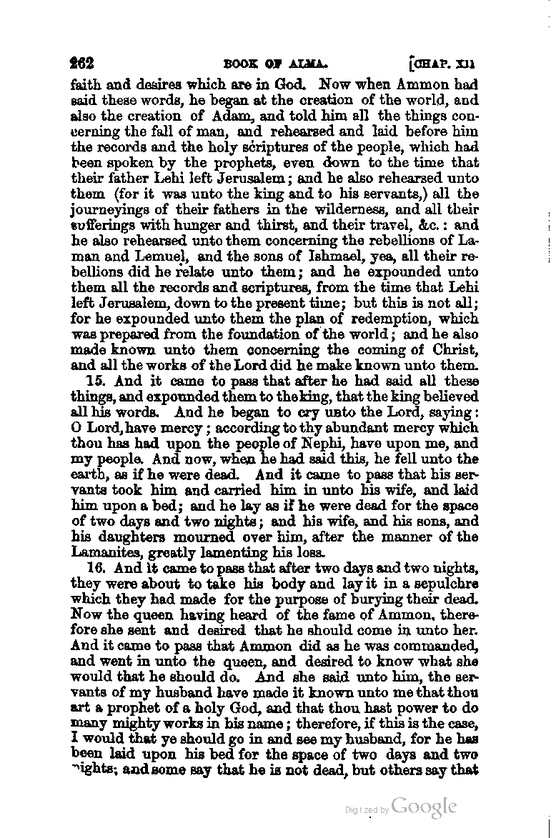 262 BOOK OF ALMA. [CHAP. XII
faith and desires which are in God. Now when Ammon had
said these words, he began at the creation of the world, and
also the creation of Adam, and told him all the things con-
cerning the fall of man, and rehearsed and laid before him
the records and the holy scriptures of the people, which had
been spoken by the prophets, even down to the time that
their father Lehi left Jerusalem; and he also rehearsed unto
them (for it was unto the king and to his servants,) all the
journeyings of their fathers in the wilderness, and all their
sufferings with hunger and thirst, and their travel, &c.: and
he also rehearsed unto them concerning the rebellions of La-
man and Lemuel, and the sons of Ishmael, yea, all their re-
bellions did he relate unto them; and he expounded unto
them all the records and scriptures, from the time that Lehi
left Jerusalem, down to the present time; but this is not all;
for he expounded unto them the plan of redemption, which
was prepared from the foundation of the world; and he also
made known unto them concerning the coming of Christ,
and all the works of the Lord did he make known unto them.
15. And it came to pass that after he had said all these
things, and expounded them to the king, that the king believed
all his words. And he began to cry unto the Lord, saying:
O Lord, have mercy; according to thy abundant mercy which
thou has had upon the people of Nephi, have upon me, and
my people. And now, when he had said this, he fell unto the
earth, as if he were dead. And it came to pass that his ser-
vants took him and carried him in unto his wife, and laid
him upon a bed; and he lay as if he were dead for the space
of two days and two nights; and his wife, and his sons, and
his daughters mourned over him, after the manner of the
Lamanites, greatly lamenting his loss.
16. And it came to pass that after two days and two nights,
they were about to take his body and lay it in a sepulchre
which they had made for the purpose of burying their dead.
Now the queen having heard of the fame of Ammon, there-
fore she sent and desired that he should come in unto her.
And it came to pass that Ammon did as he was commanded,
and went in unto the queen, and desired to know what she
would that he should do. And she said unto him, the ser-
vants of my husband have made it known unto me that thou
art a prophet of a holy God, and that thou hast power to do
many mighty works in his name; therefore, if this is the case,
I would that ye should go in and see my husband, for he has
been laid upon his bed for the space of two days and two
nights; and some say that he is not dead, but others say that
Digitized by Google